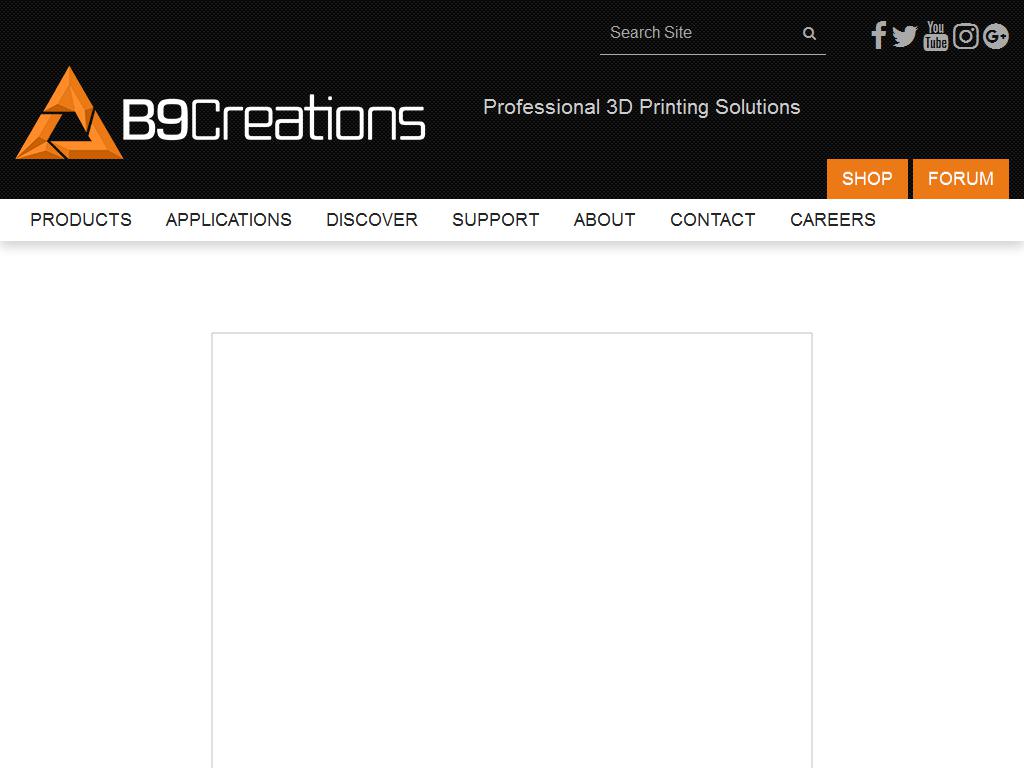 Search Site
You
Tube
G+
B9Creations
Professional 3D Printing Solutions
SHOP FORUM
PRODUCTS APPLICATIONS DISCOVER SUPPORT ABOUT CONTACT CAREERS